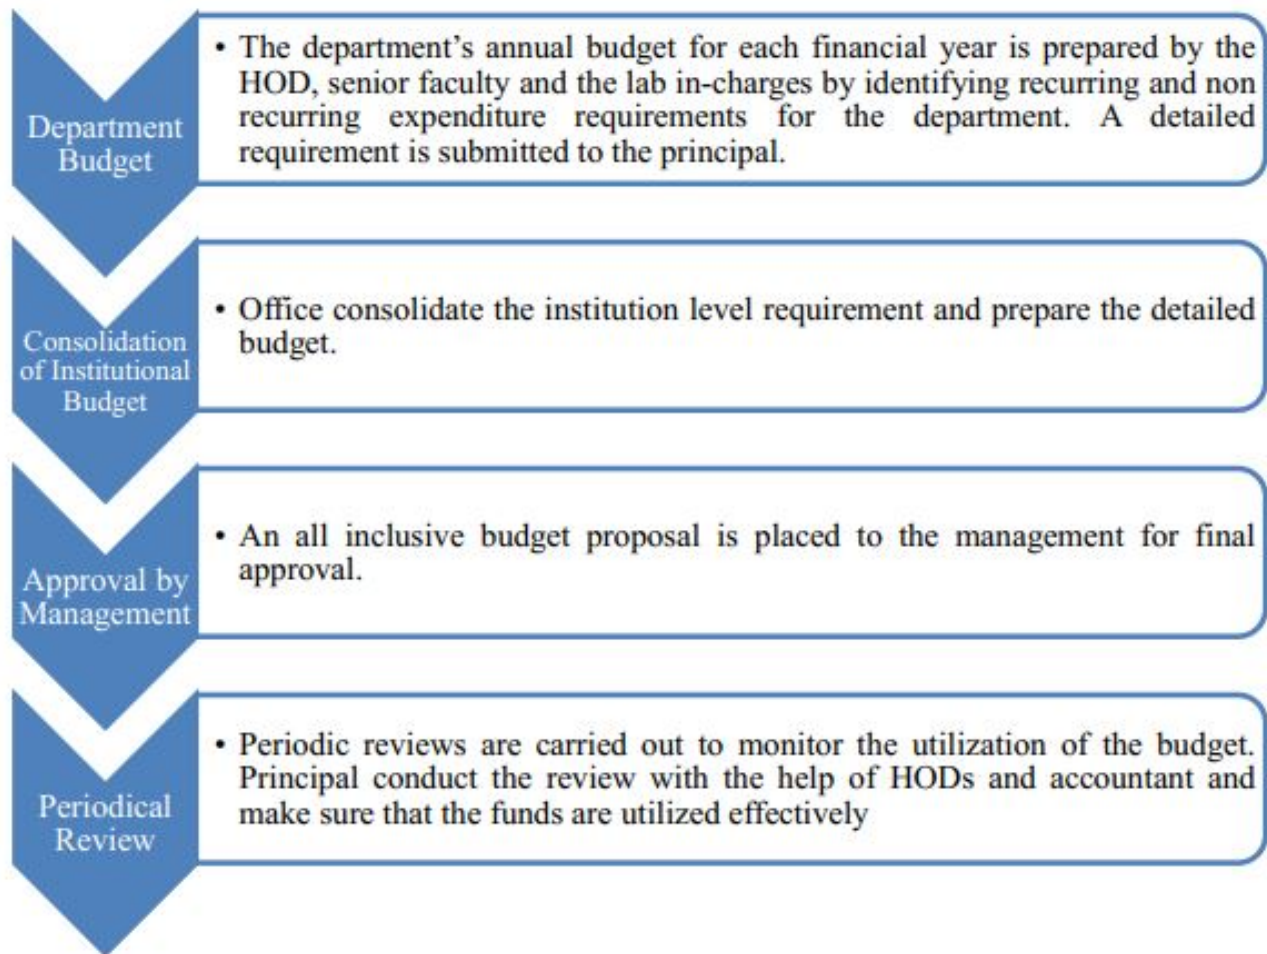 Department
Budget
• The department’s annual budget for each financial year is prepared by the
HOD, senior faculty and the lab in-charges by identifying recurring and non
recurring expenditure requirements for the department. A detailed
requirement is submitted to the principal.
Consolidation
of Institutional
Budget
• Office consolidate the institution level requirement and prepare the detailed
budget.
Approval by
Management
• An all inclusive budget proposal is placed to the management for final
approval.
Periodical
Review
• Periodic reviews are carried out to monitor the utilization of the budget.
Principal conduct the review with the help of HODs and accountant and
make sure that the funds are utilized effectively